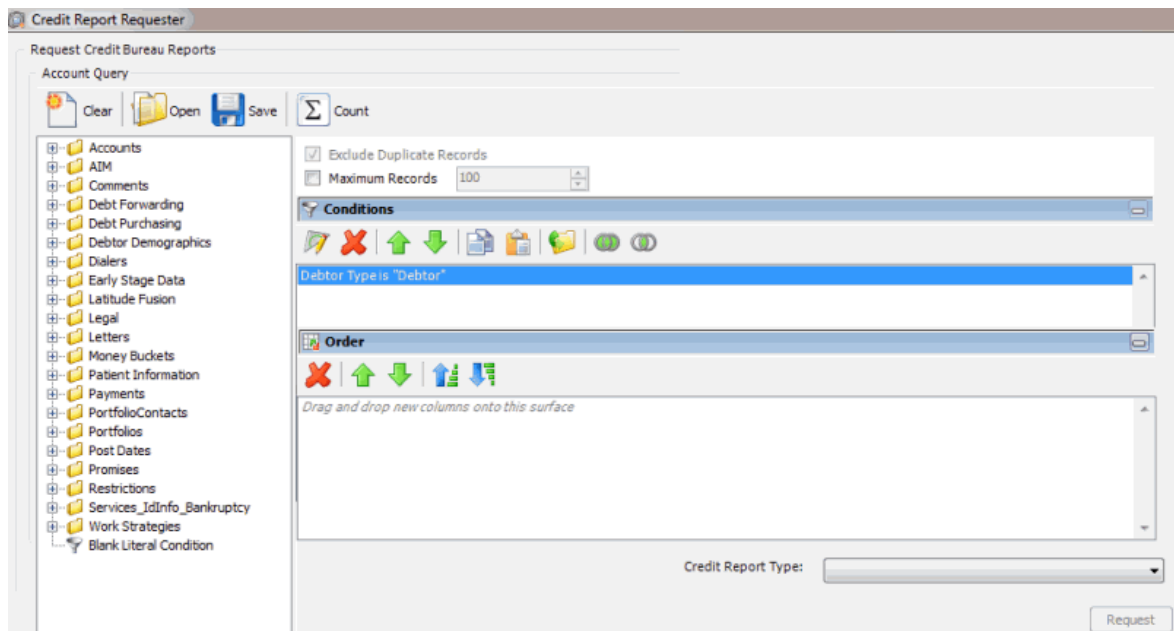 Credit Report Requester
Request Credit Bureau Reports
Account Query
Clear Open Save Count
Accounts
AIM
Comments
Debt Forwarding
Debt Purchasing
Debtor Demographics
Dialers
Early Stage Data
Latitude Fusion
Legal
Letters
Money Buckets
Patient Information
Payments
PortfolioContacts
Portfolios
Post Dates
Promises
Restrictions
Services_IdInfo_Bankruptcy
Work Strategies
Blank Literal Condition
Exclude Duplicate Records
Maximum Records 100
Conditions
Debtor Type is "Debtor"
Order
Drag and drop new columns onto this surface
Credit Report Type:
Request